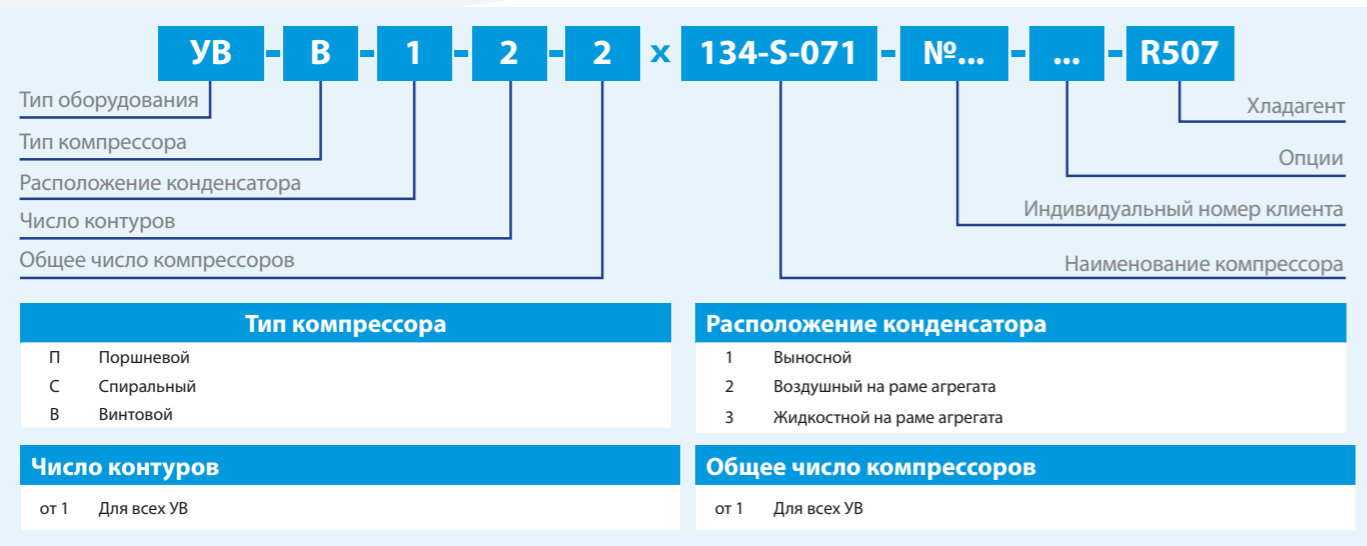 УВ - В - 1 - 2 - 2 x 134-S-071 - №... - ... - R507
Тип оборудования
Хладагент
Тип компрессора
Опции
Расположение конденсатора
Число контуров
Индивидуальный номер клиента
Общее число компрессоров
Наименование компрессора
Тип компрессора
П Поршневой
С Спиральный
В Винтовой
Расположение конденсатора
1 Выносной
2 Воздушный на раме агрегата
3 Жидкостной на раме агрегата
Число контуров
от 1 Для всех УВ
Общее число компрессоров
от 1 Для всех УВ